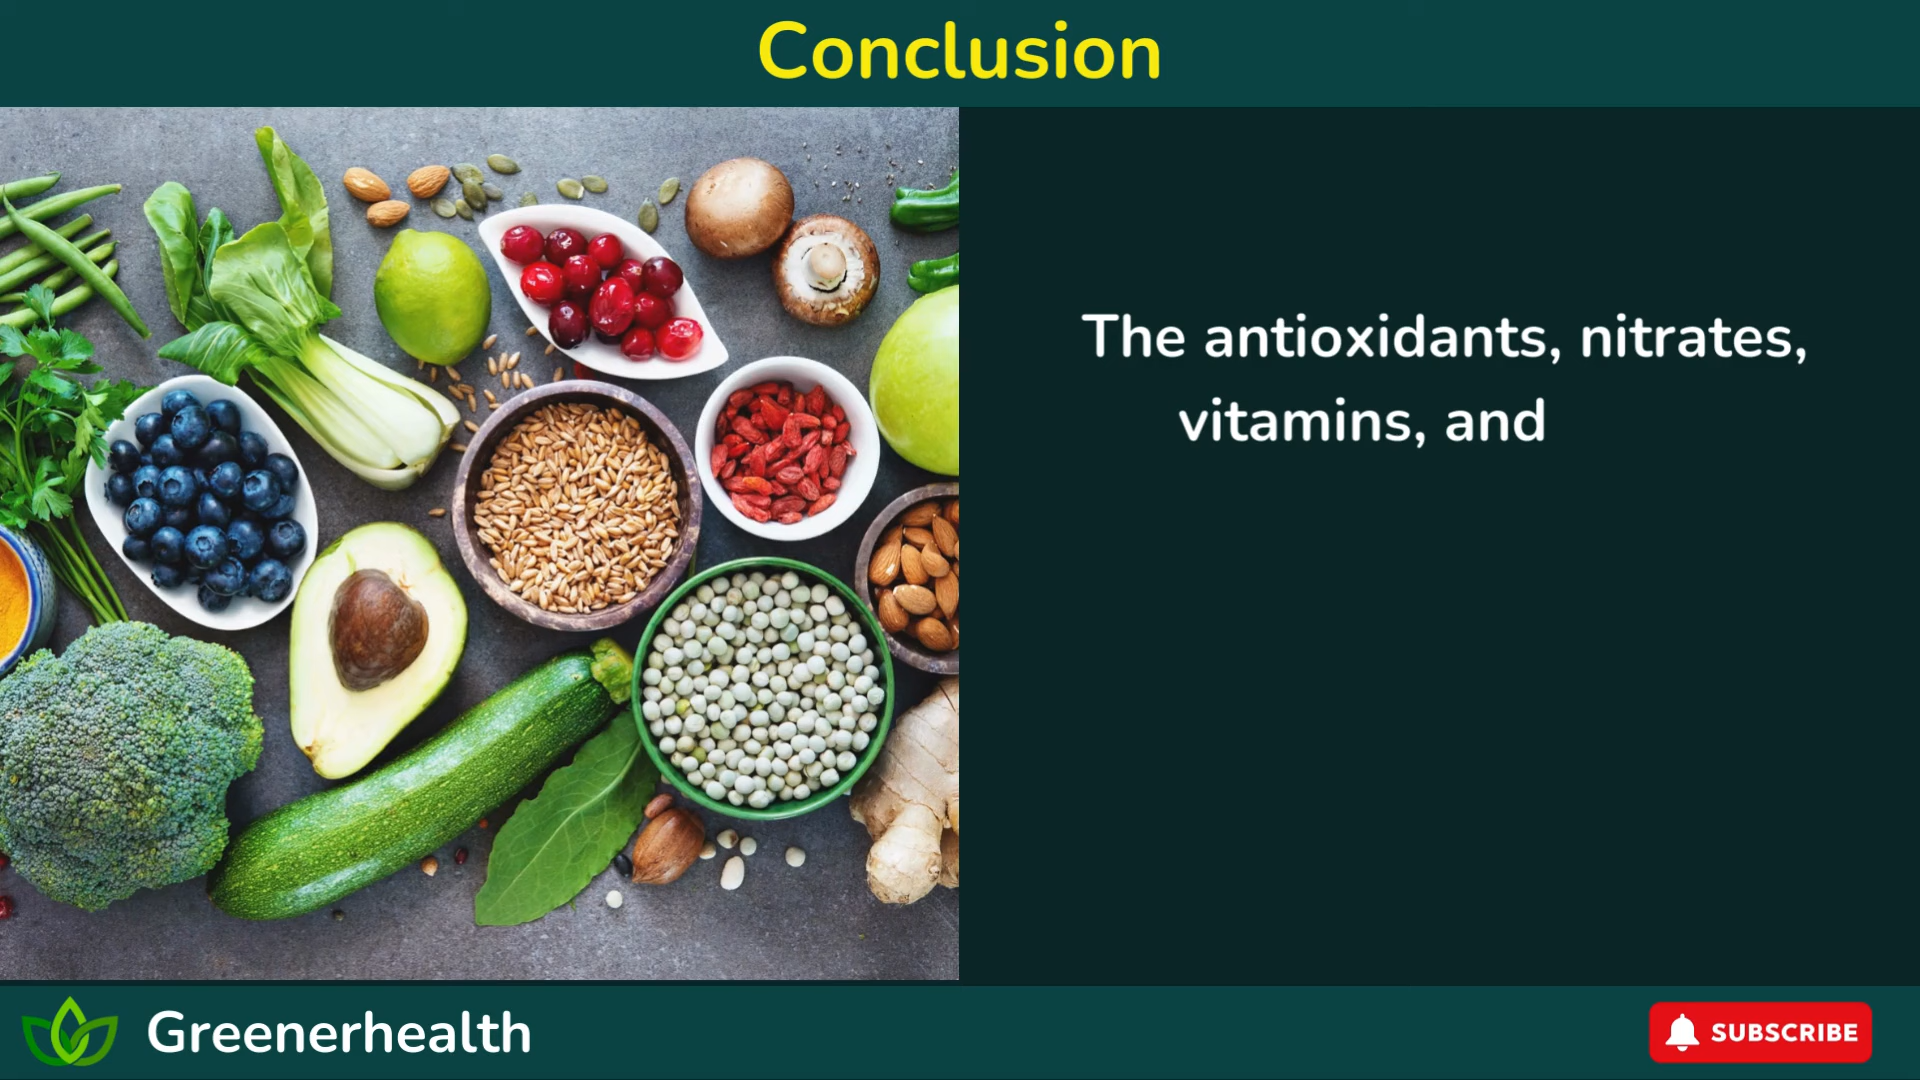 Conclusion
The antioxidants, nitrates,
vitamins, and
Greenerhealth
SUBSCRIBE